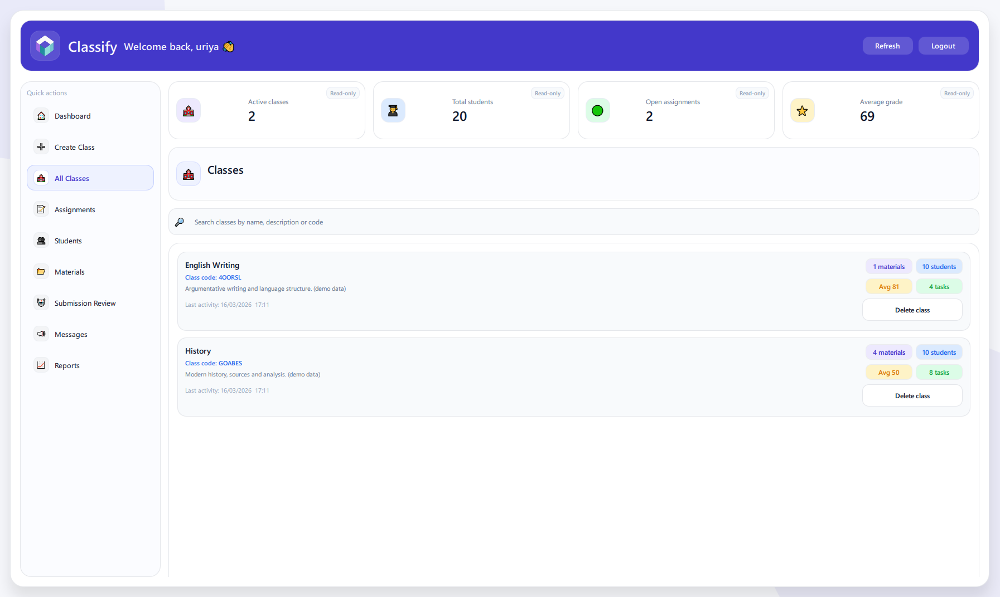 Classify Welcome back, uriya
Refresh
Logout
Quick actions
Dashboard
Create Class
All Classes
Assignments
Students
Materials
Submission Review
Messages
Reports
Read-only
Active classes
2
Read-only
Total students
20
Read-only
Open assignments
2
Read-only
Average grade
69
Classes
Search classes by name, description or code
English Writing
Class code: 4OORSL
Argumentative writing and language structure. (demo data)
Last activity: 16/03/2026 17:11
1 materials
10 students
Avg 81
4 tasks
Delete class
History
Class code: GOABES
Modern history, sources and analysis. (demo data)
Last activity: 16/03/2026 17:11
4 materials
10 students
Avg 50
8 tasks
Delete class